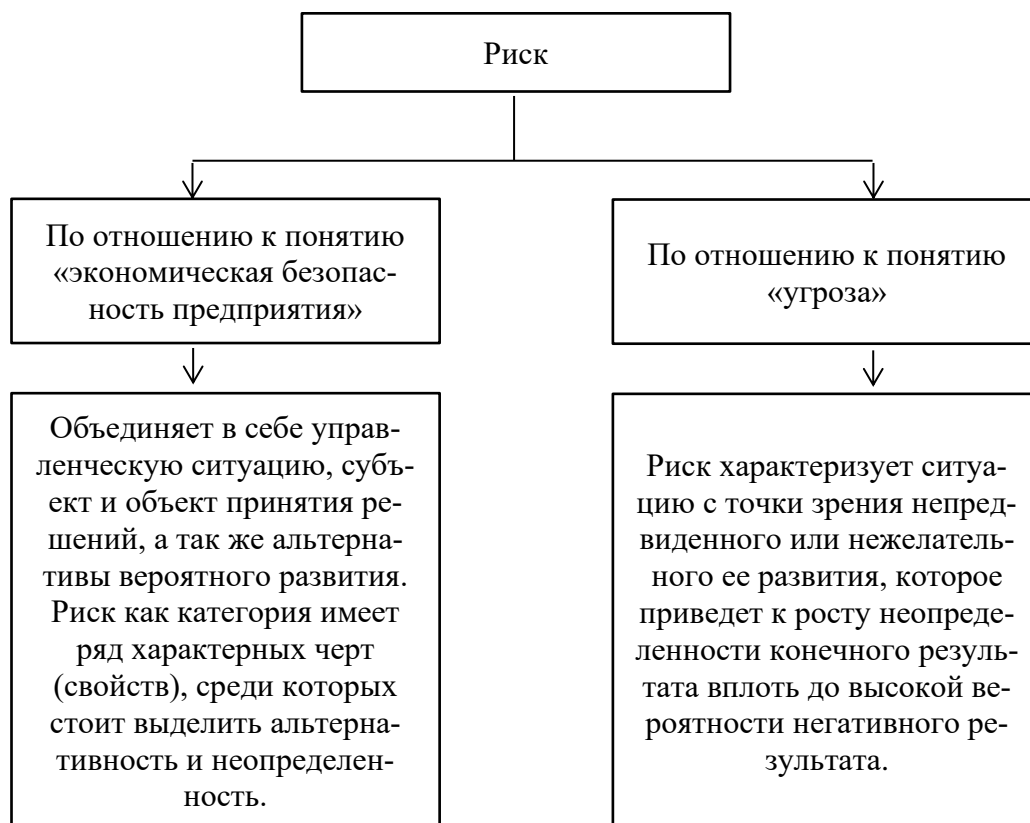 Риск
По отношению к понятию
«экономическая безопас-
ность предприятия»
По отношению к понятию
«угроза»
Объединяет в себе управ-
ленческую ситуацию, субъ-
ект и объект принятия ре-
шений, а так же альтерна-
тивы вероятного развития.
Риск как категория имеет
ряд характерных черт
(свойств), среди которых
стоит выделить альтерна-
тивность и неопределен-
ность.
Риск характеризует ситуа-
цию с точки зрения непред-
виденного или нежелатель-
ного ее развития, которое
приведет к росту неопреде-
ленности конечного резуль-
тата вплоть до высокой ве-
роятности негативного ре-
зультата.